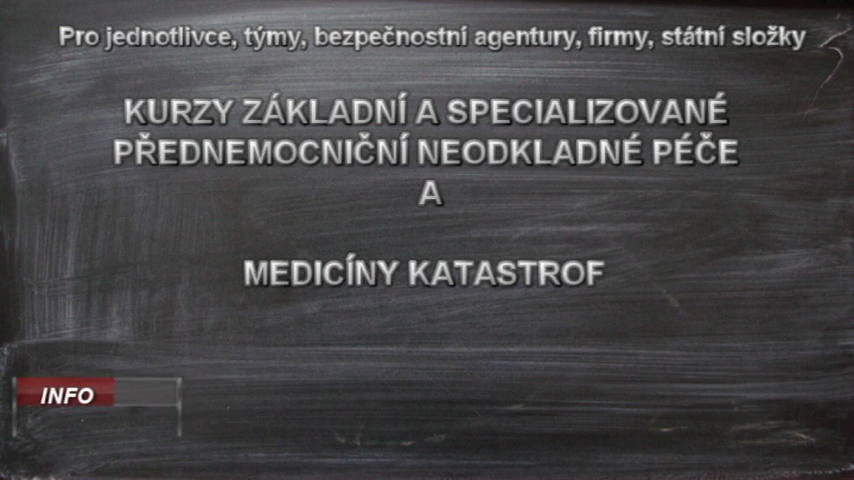 Pro jednotlivce, týmy, bezpečnostní agentury, firmy, státní složky
KURZY ZÁKLADNÍ A SPECIALIZOVANÉ
PŘEDNEMOCNIČNÍ NEODKLADNÉ PÉČE
A
MEDICÍNY KATASTROF
INFO